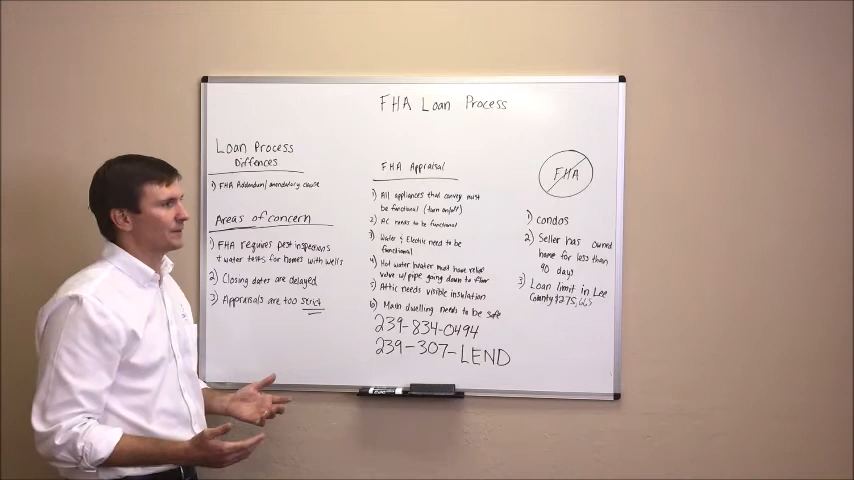 FHA Loan Process
Loan Process
Diffences
1) FHA Addendum/amendatory clause
Areas of concern
1) FHA requires pest inspections
+ water tests for homes with wells
2) Closing dates are delayed
3) Appraisals are too strict
FHA Appraisal
1) All appliances that convey must
be functional (turn on/off)
2) AC needs to be functional
3) Water & Electric need to be
functional
4) Hot water heater must have relief
valve w/pipe going down to floor
5) Attic needs visible insulation
6) Main dwelling needs to be safe
239-834-0494
239-307-LEND
FHA
1) condos
2) Seller has owned
home for less than
90 days
3) Loan limit in Lee
County $275,665